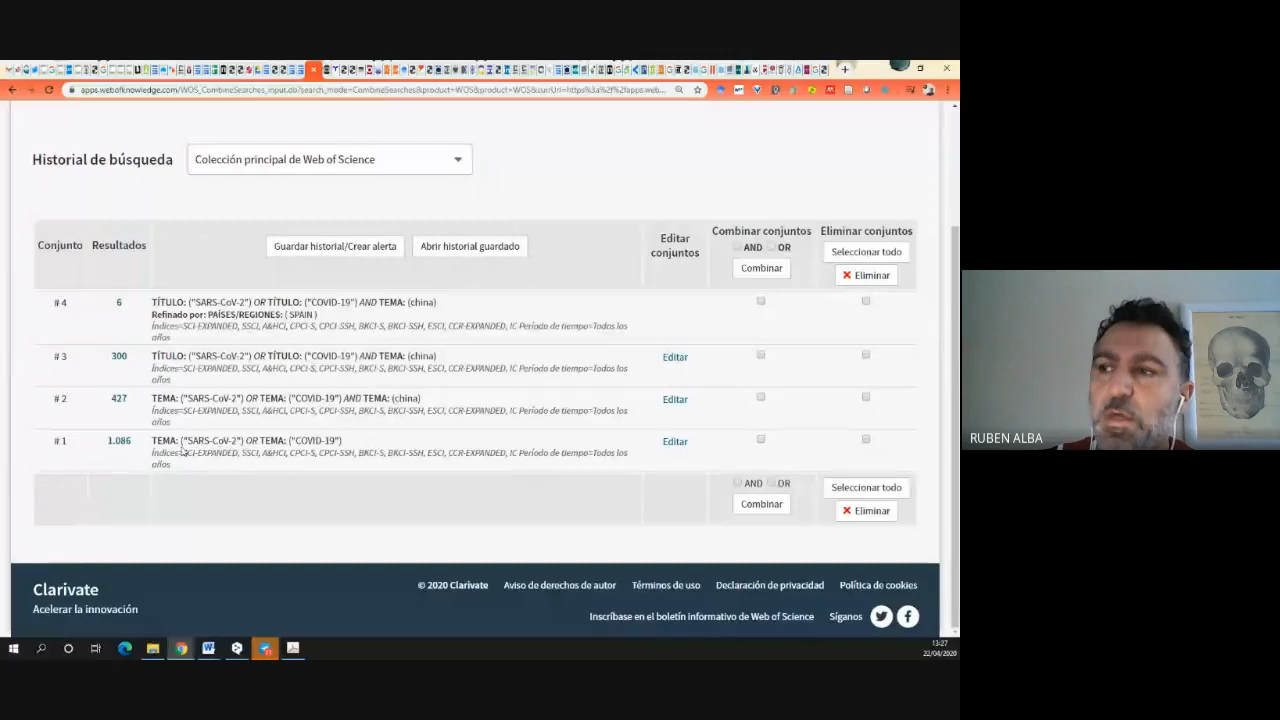 apps.webofknowledge.com/WOS_CombineSearches_input.do?search_mode=CombineSearches&product=WOS&product=WOS&currUrl=https%3a%2f%2fapps.web...
Historial de búsqueda
Colección principal de Web of Science
Conjunto
Resultados
Guardar historial/Crear alerta
Abrir historial guardado
Editar
conjuntos
Combinar conjuntos
AND OR
Combinar
Eliminar conjuntos
Seleccionar todo
Eliminar
# 4
6
TÍTULO: ("SARS-CoV-2") OR TÍTULO: ("COVID-19") AND TEMA: (china)
Refinado por: PAÍSES/REGIONES: ( SPAIN )
Índices=SCI-EXPANDED, SSCI, A&HCI, CPCI-S, CPCI-SSH, BKCI-S, BKCI-SSH, ESCI, CCR-EXPANDED, IC Período de tiempo=Todos los
años
# 3
300
TÍTULO: ("SARS-CoV-2") OR TÍTULO: ("COVID-19") AND TEMA: (china)
Índices=SCI-EXPANDED, SSCI, A&HCI, CPCI-S, CPCI-SSH, BKCI-S, BKCI-SSH, ESCI, CCR-EXPANDED, IC Período de tiempo=Todos los
años
Editar
# 2
427
TEMA: ("SARS-CoV-2") OR TEMA: ("COVID-19") AND TEMA: (china)
Índices=SCI-EXPANDED, SSCI, A&HCI, CPCI-S, CPCI-SSH, BKCI-S, BKCI-SSH, ESCI, CCR-EXPANDED, IC Período de tiempo=Todos los
años
Editar
# 1
1.086
TEMA: ("SARS-CoV-2") OR TEMA: ("COVID-19")
Índices=SCI-EXPANDED, SSCI, A&HCI, CPCI-S, CPCI-SSH, BKCI-S, BKCI-SSH, ESCI, CCR-EXPANDED, IC Período de tiempo=Todos los
años
Editar
AND OR
Combinar
Seleccionar todo
Eliminar
RUBEN ALBA
Clarivate
Acelerar la innovación
© 2020 Clarivate
Aviso de derechos de autor
Términos de uso
Declaración de privacidad
Política de cookies
Inscríbase en el boletín informativo de Web of Science
Síganos
13:27
22/04/2020